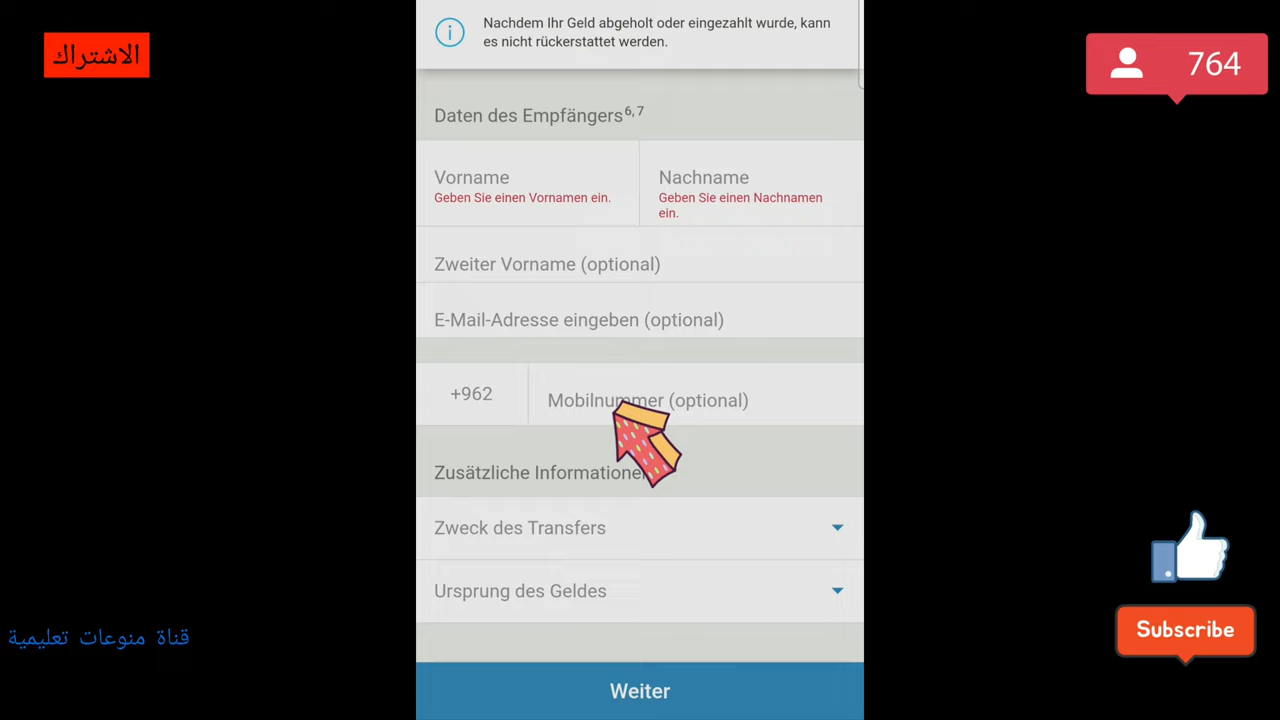 الاشتراك
764
Nachdem Ihr Geld abgeholt oder eingezahlt wurde, kann
es nicht rückerstattet werden.
Daten des Empfängers6, 7
Vorname
Geben Sie einen Vornamen ein.
Nachname
Geben Sie einen Nachnamen
ein.
Zweiter Vorname (optional)
E-Mail-Adresse eingeben (optional)
+962
Mobilnummer (optional)
Zusätzliche Informatione
Zweck des Transfers
Ursprung des Geldes
Weiter
قناة منوعات تعليمية
Subscribe